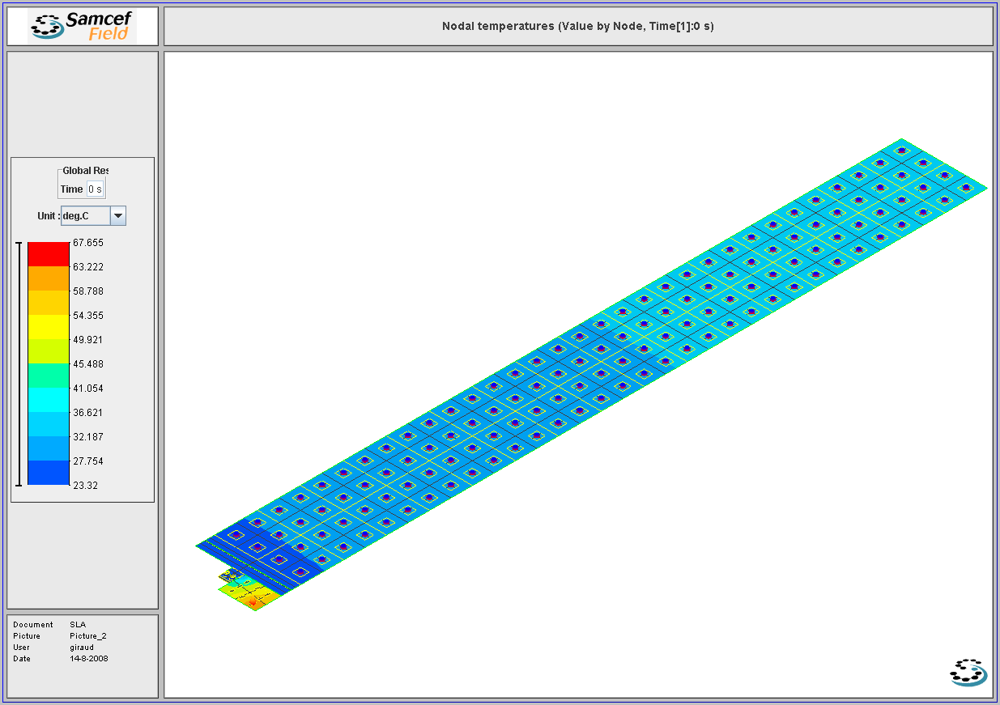 Samcef
Field
Nodal temperatures (Value by Node, Time[1]:0 s)
Global Res
Time 0 s
Unit : deg.C
67.655
63.222
58.788
54.355
49.921
45.488
41.054
36.621
32.187
27.754
23.32
Document SLA
Picture Picture_2
User giraud
Date 14-8-2008